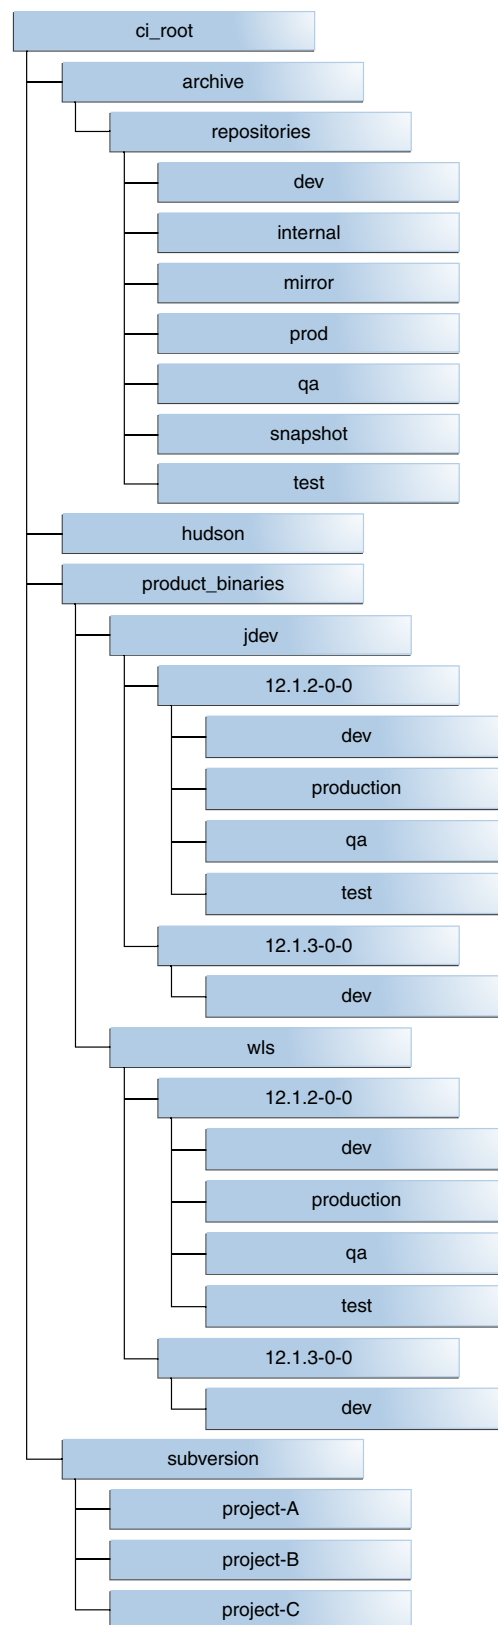 ci_root
archive
repositories
dev
internal
mirror
prod
qa
snapshot
test
hudson
product_binaries
jdev
12.1.2-0-0
dev
production
qa
test
12.1.3-0-0
dev
wls
12.1.2-0-0
dev
production
qa
test
12.1.3-0-0
dev
subversion
project-A
project-B
project-C